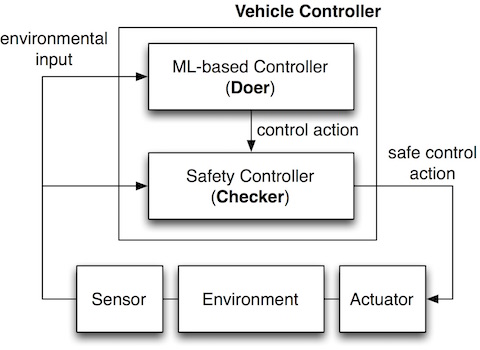 Vehicle Controller
environmental
input
ML-based Controller
(Doer)
control action
safe control
action
Safety Controller
(Checker)
Sensor
Environment
Actuator